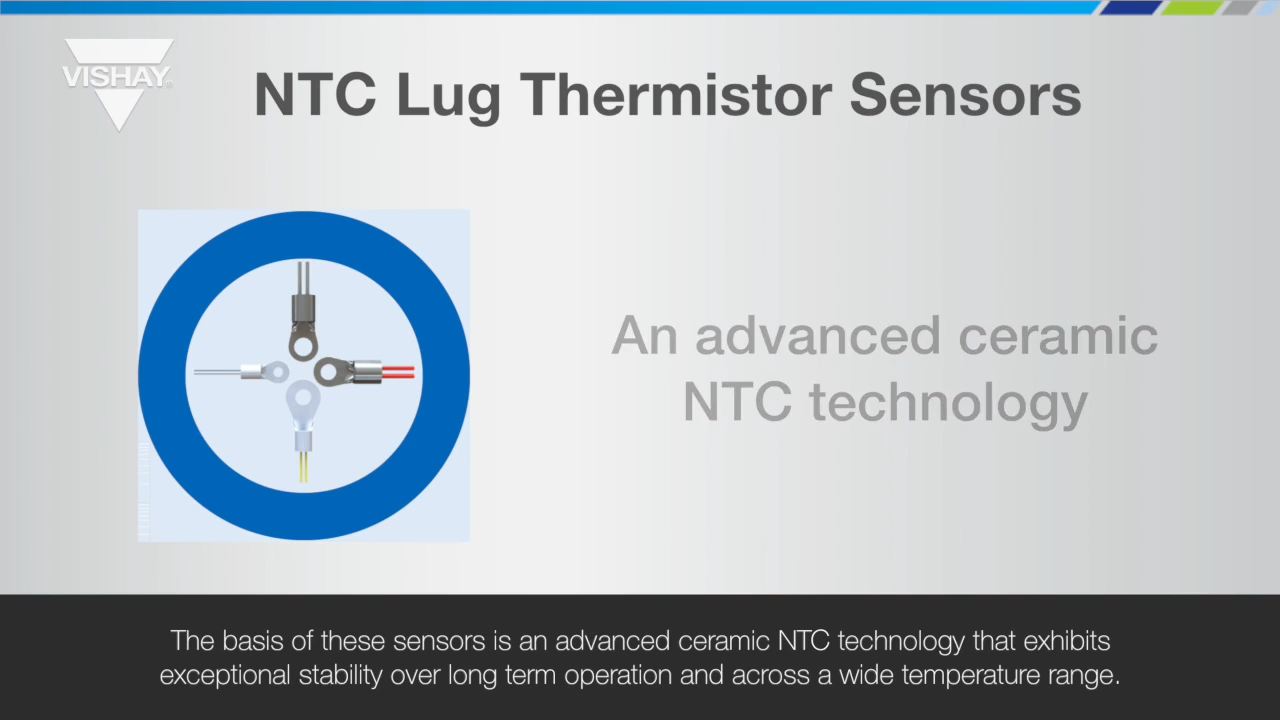 VISHAY
NTC Lug Thermistor Sensors
An advanced ceramic
NTC technology
The basis of these sensors is an advanced ceramic NTC technology that exhibits
exceptional stability over long term operation and across a wide temperature range.